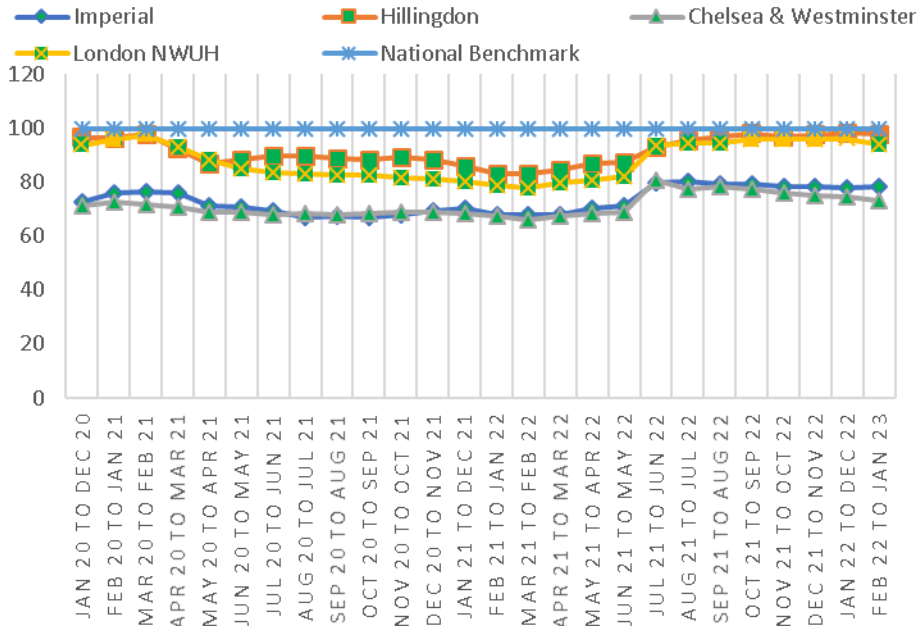 Imperial
Hillingdon
Chelsea & Westminster
London NWUH
National Benchmark
120
100
80
60
40
20
0
JAN 20 TO DEC 20
FEB 20 TO JAN 21
MAR 20 TO FEB 21
APR 20 TO MAR 21
MAY 20 TO APR 21
JUN 20 TO MAY 21
JUL 20 TO JUN 21
AUG 20 TO JUL 21
SEP 20 TO AUG21
OCT 20 TO SEP 21
NOV 20 TO OCT 21
DEC 20 TO NOV 21
JAN 21 TO DEC 21
FEB 21 TO JAN 22
MAR 21 TO FEB 22
APR 21 TO MAR 22
MAY 21 TO APR 22
JUN 21 TO MAY 22
JUL 21 TO JUN 22
AUG 21 TO JUL 22
SEP 21 TO AUG 22
OCT 21 TO SEP 22
NOV 21 TO OCT 22
DEC 21 TO NOV 22
JAN 22 TO DEC 22
FEB 22 TO JAN 23